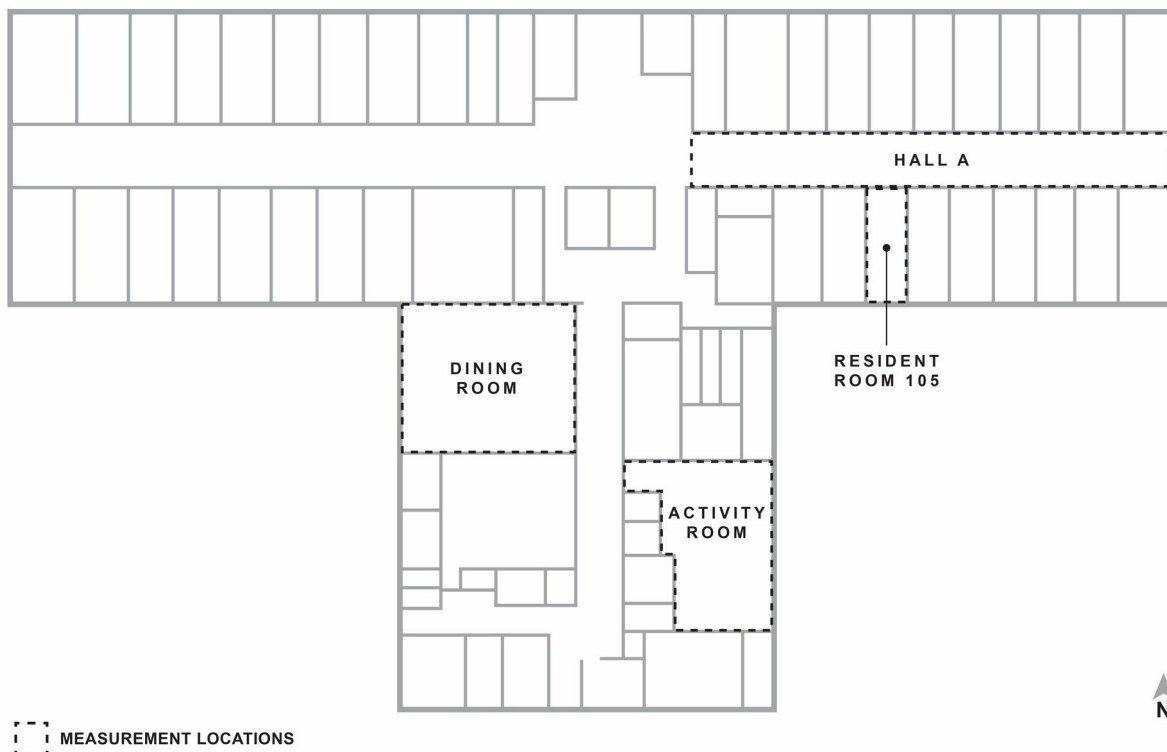 HALL A
DINING
ROOM
RESIDENT
ROOM 105
ACTIVITY
ROOM
N
MEASUREMENT LOCATIONS